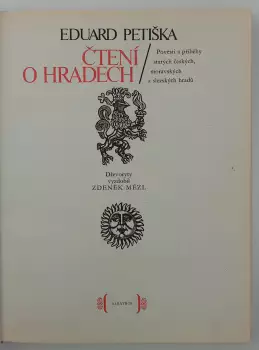 EDUARD PETIŠKA
ČTENÍ
O HRADECH
Pověsti a příběhy
starých českých,
moravských
a slezských hradů
Dřevoryty
vyzdobil
ZDENĚK MÉZL
ALBATROS